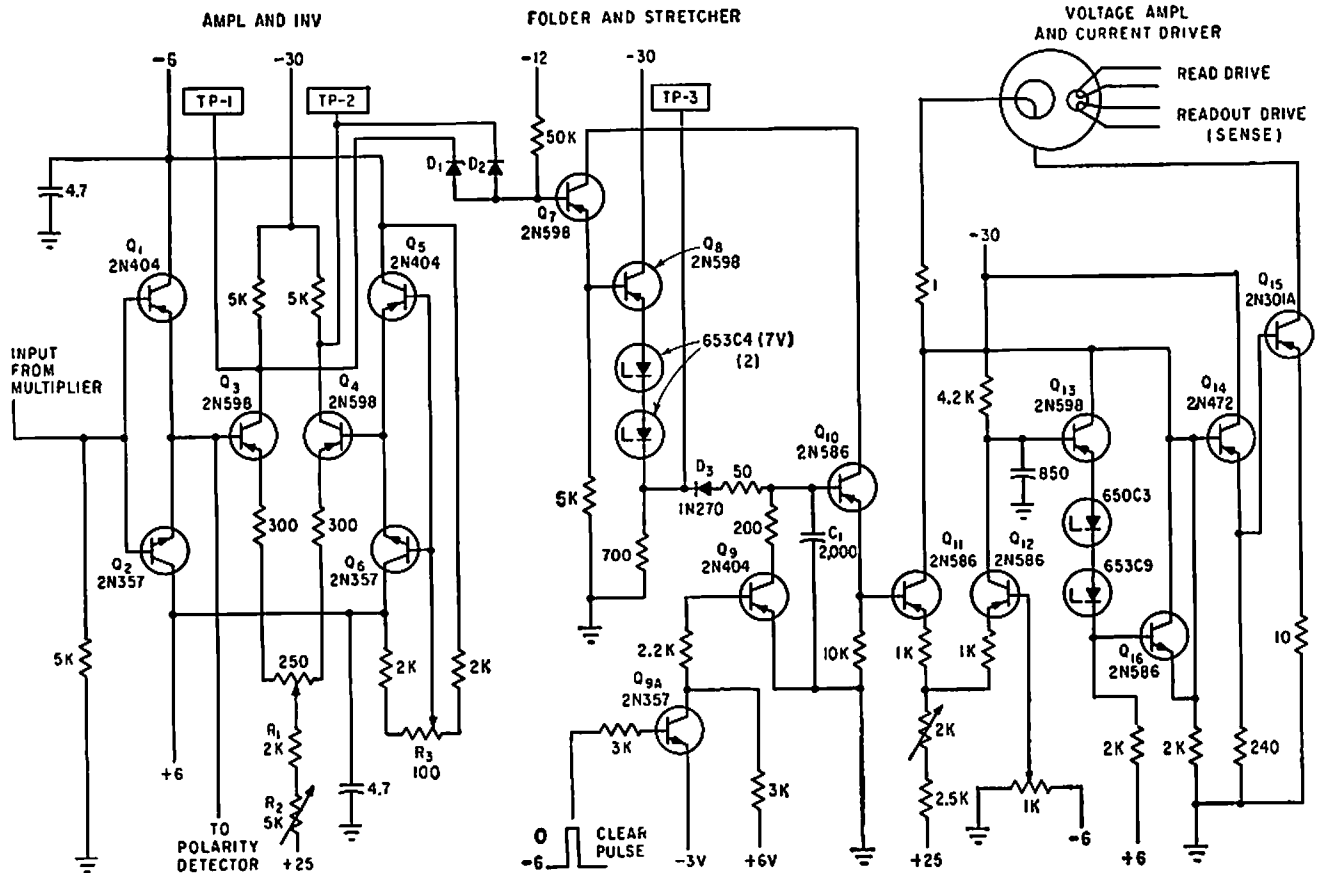 AMPL AND INV
FOLDER AND STRETCHER
VOLTAGE AMPL
AND CURRENT DRIVER
-6
-30
TP-1
TP-2
-12
-30
TP-3
READ DRIVE
READOUT DRIVE
(SENSE)
4.7
50K
D1
D2
Q7
2N598
Q1
2N404
Q5
2N404
5K
5K
Q8
2N598
653C4 (7V)
(2)
L
L
-30
1
Q15
2N301A
INPUT
FROM
MULTIPLIER
Q3
2N598
Q4
2N598
4.2K
Q13
2N598
Q14
2N472
Q10
2N586
D3
1N270
50
850
5K
300
300
200
C1
2,000
650C3
L
Q2
2N357
Q6
2N357
700
Q9
2N404
Q11
2N586
Q12
2N586
653C9
L
5K
250
2K
2K
2.2K
10K
1K
1K
Q16
2N586
10
Q9A
2N357
R1
2K
R3
100
3K
2K
2K
2K
240
+6
R2
5K
4.7
3K
2.5K
1K
TO
POLARITY
DETECTOR
+25
0
-6
CLEAR
PULSE
-3V
+6V
+25
-6
+6